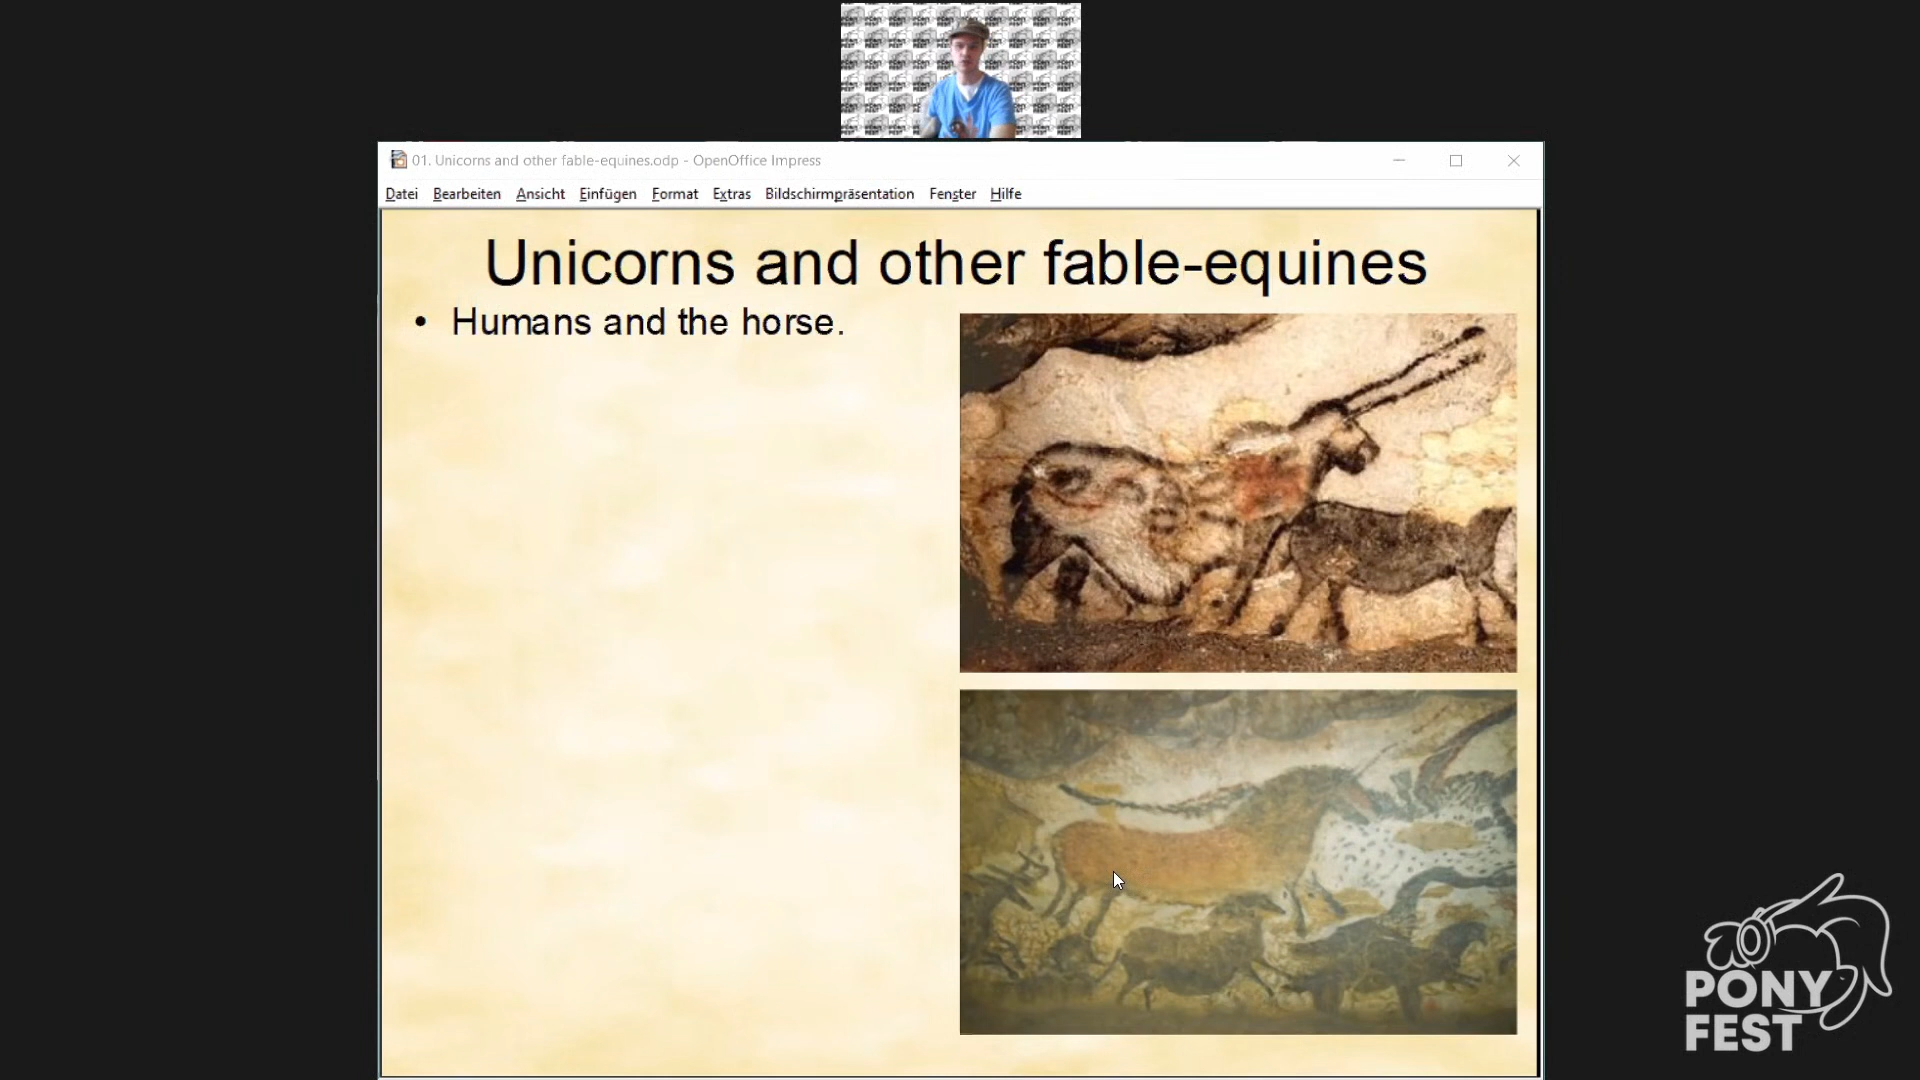 01. Unicorns and other fable-equines.odp - OpenOffice Impress
Datei Bearbeiten Ansicht Einfügen Format Extras Bildschirmpräsentation Fenster Hilfe
Unicorns and other fable-equines
• Humans and the horse.
PONY
FEST